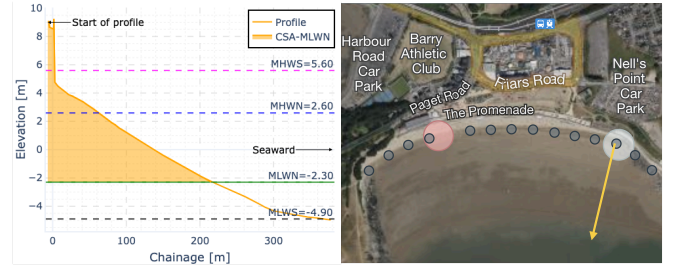 10
8
6
4
2
0
−2
−4
Elevation [m]
Start of profile
Profile
CSA-MLWN
MHWS=5.60
MHWN=2.60
Seaward
MLWN=-2.30
MLWS=-4.90
0
100
200
300
Chainage [m]
Harbour
Road
Car
Park
Barry
Athletic
Club
Friars Road
Nell's
Point
Car
Park
Paget Road
The Promenade